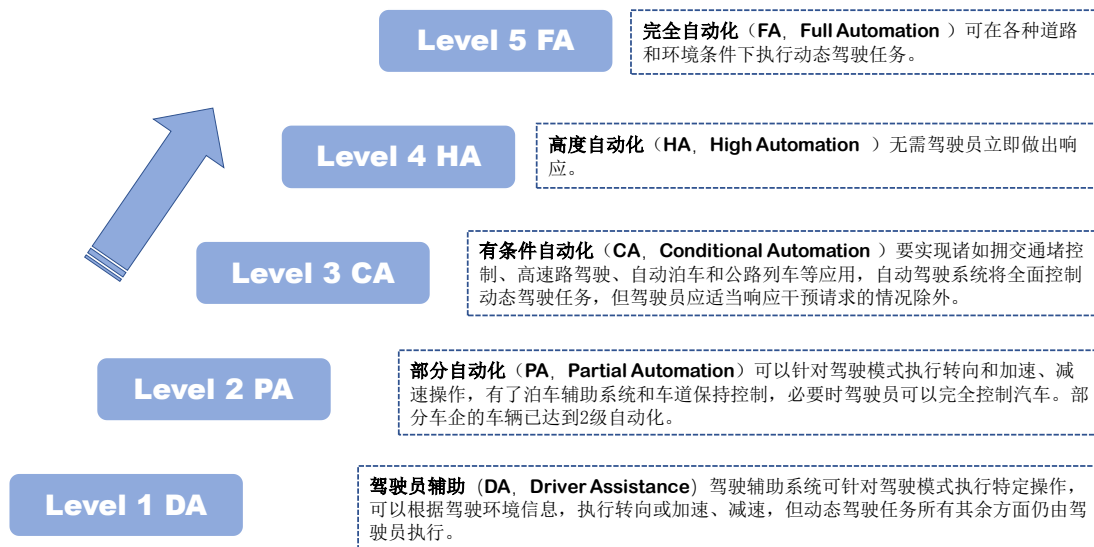 Level 5 FA
完全自动化（FA，Full Automation ）可在各种道路
和环境条件下执行动态驾驶任务。
Level 4 HA
高度自动化（HA，High Automation ）无需驾驶员立即做出响
应。
Level 3 CA
有条件自动化（CA，Conditional Automation ）要实现诸如拥交通堵控
制、高速路驾驶、自动泊车和公路列车等应用，自动驾驶系统将全面控制
动态驾驶任务，但驾驶员应适当响应干预请求的情况除外。
Level 2 PA
部分自动化（PA，Partial Automation）可以针对驾驶模式执行转向和加速、减
速操作，有了泊车辅助系统和车道保持控制，必要时驾驶员可以完全控制汽车。部
分车企的车辆已达到2级自动化。
Level 1 DA
驾驶员辅助（DA，Driver Assistance）驾驶辅助系统可针对驾驶模式执行特定操作，
可以根据驾驶环境信息，执行转向或加速、减速，但动态驾驶任务所有其余方面仍由驾
驶员执行。